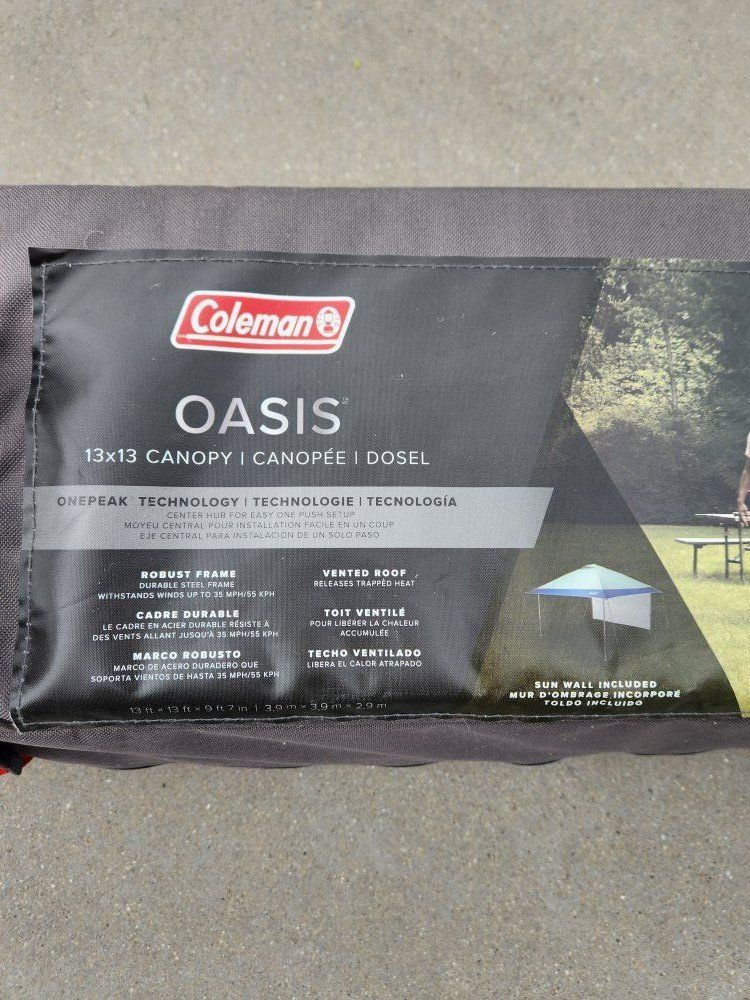 Coleman
OASIS™
13x13 CANOPY | CANOPÉE | DOSEL
ONEPEAK™ TECHNOLOGY | TECHNOLOGIE | TECNOLOGÍA
CENTER HUB FOR EASY ONE PUSH SETUP
MOYEU CENTRAL POUR INSTALLATION FACILE EN UN COUP
EJE CENTRAL PARA INSTALACIÓN DE UN SOLO PASO
ROBUST FRAME
DURABLE STEEL FRAME
WITHSTANDS WINDS UP TO 35 MPH/55 KPH
CADRE DURABLE
LE CADRE EN ACIER DURABLE RÉSISTE À
DES VENTS ALLANT JUSQU'À 35 MPH/55 KPH
MARCO ROBUSTO
MARCO DE ACERO DURADERO QUE
SOPORTA VIENTOS DE HASTA 35 MPH/55 KPH
VENTED ROOF
RELEASES TRAPPED HEAT
TOIT VENTILÉ
POUR LIBÉRER LA CHALEUR
ACCUMULÉE
TECHO VENTILADO
LIBERA EL CALOR ATRAPADO
13 ft × 13 ft × 9 ft 7 in | 3.9 m × 3.9 m × 2.9 m
SUN WALL INCLUDED
MUR D'OMBRAGE INCORPORÉ
TOLDO INCLUIDO